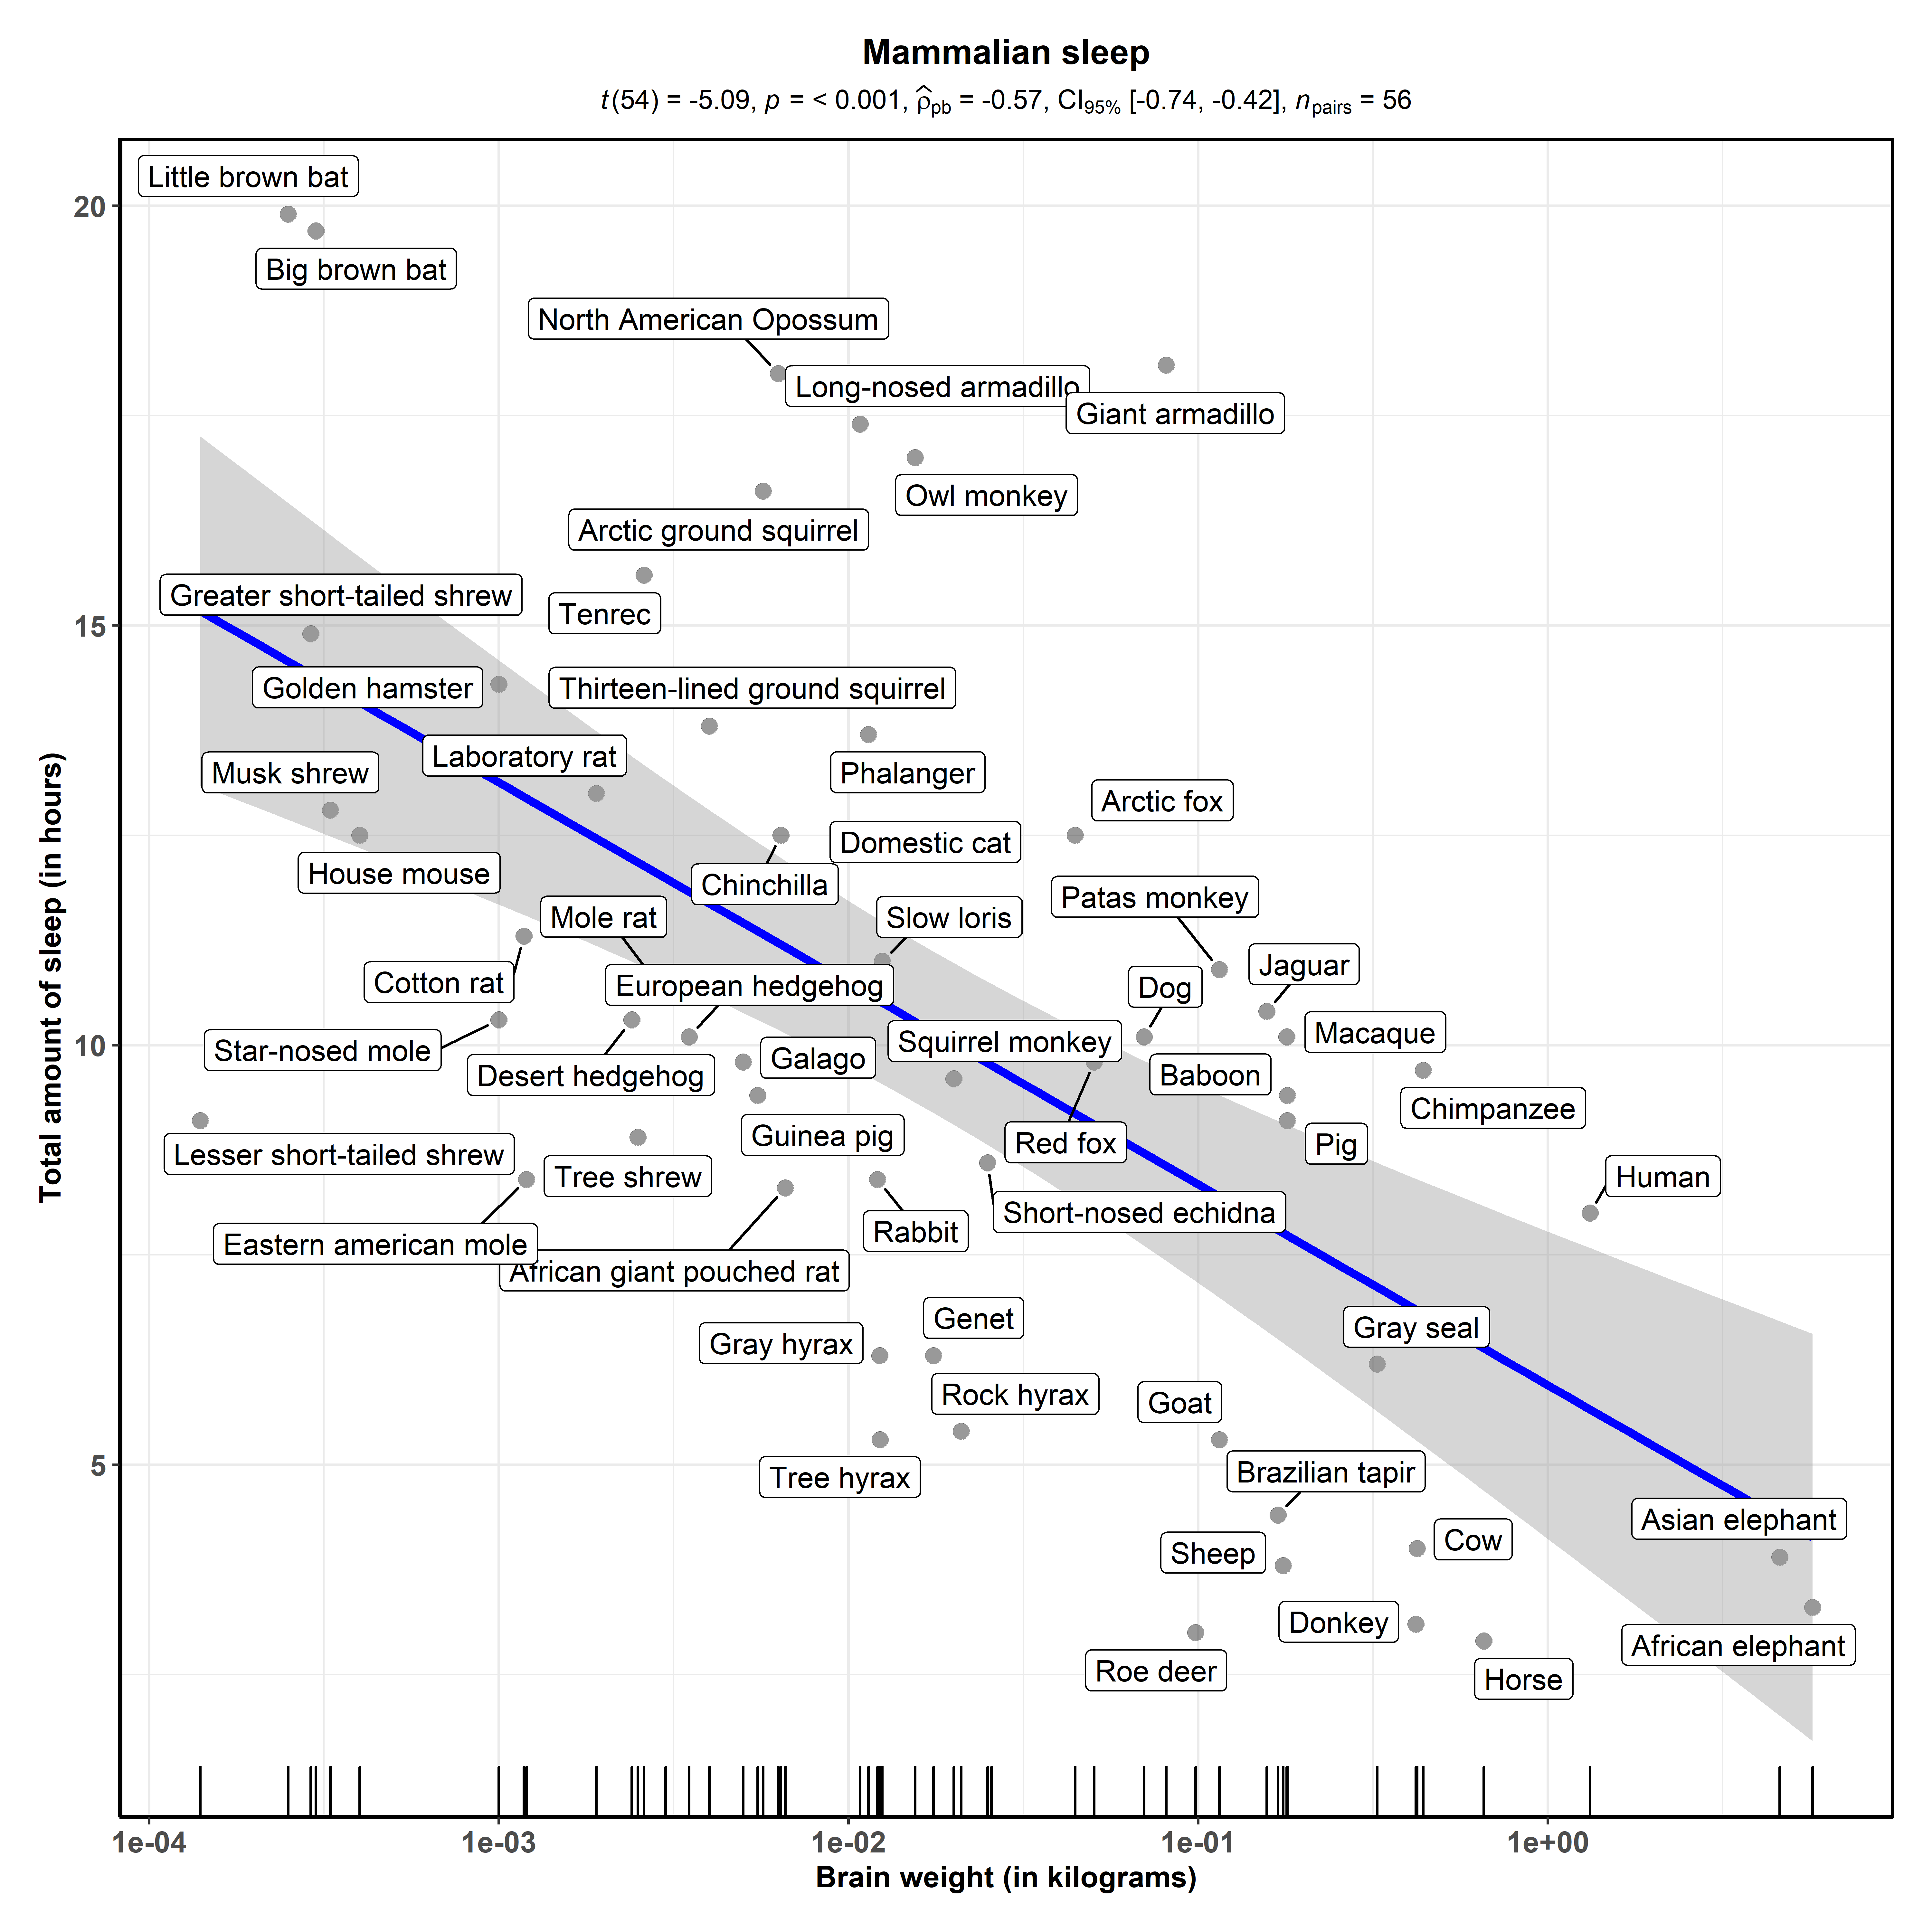 Mammalian sleep
t(54) = -5.09, p = < 0.001, ρ̂pb = -0.57, CI95% [-0.74, -0.42], npairs = 56
Little brown bat
20
Big brown bat
North American Opossum
Long-nosed armadillo
Giant armadillo
Owl monkey
Arctic ground squirrel
Greater short-tailed shrew
Tenrec
15
Golden hamster
Thirteen-lined ground squirrel
Laboratory rat
Musk shrew
Phalanger
Arctic fox
Domestic cat
House mouse
Chinchilla
Patas monkey
Mole rat
Slow loris
Jaguar
Cotton rat
European hedgehog
Dog
Macaque
Squirrel monkey
10
Star-nosed mole
Galago
Desert hedgehog
Baboon
Chimpanzee
Guinea pig
Red fox
Pig
Lesser short-tailed shrew
Tree shrew
Human
Short-nosed echidna
Rabbit
Eastern american mole
African giant pouched rat
Genet
Gray seal
Gray hyrax
Rock hyrax
Goat
5
Brazilian tapir
Tree hyrax
Asian elephant
Cow
Sheep
Donkey
African elephant
Roe deer
Horse
Total amount of sleep (in hours)
1e-04 1e-03 1e-02 1e-01 1e+00
Brain weight (in kilograms)